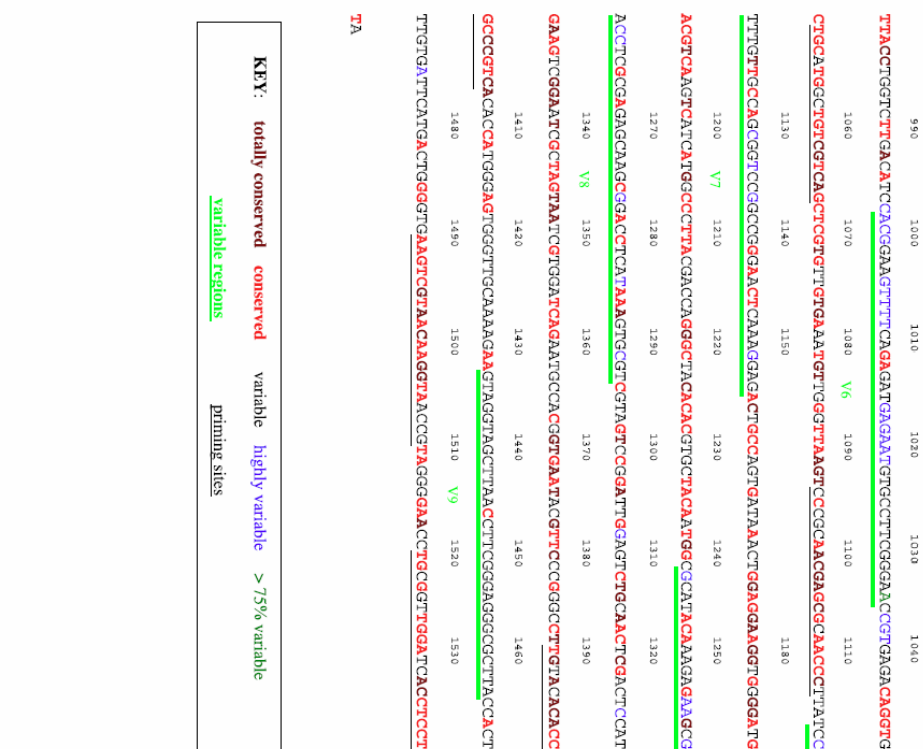 990 1000 1010 1020 1030 1040
TTACCTGGTCTTGACATCCACGGAAGTTTTCAGAGATGAGAATGTGCCTTCGGGAACCGTGAGACAGGTG
1060 1070 1080 V6 1090 1100 1110
CTGCATGGCTGTCGTCAGCTCGTGTTGTGAAATGTTGGGTTAAGTCCCGCAACGAGCGCAACCCTTATCC
1130 1140 1150 1180
TTTGTTGCCAGCGGTCCGGCCGGGAACTCAAAGGAGACTGCCAGTGATAAACTGGAGGAAGGTGGGGATG
1200 V7 1210 1220 1230 1240 1250
ACGTCAAGTCATCATGGCCCTTACGACCAGGGCTACACACGTGCTACAATGGCGCATACAAAGAGAAGCG
1270 1280 1290 1300 1310 1320
ACCTCGCGAGAGCAAGCGGACCTCATAAAGTGCGTCGTAGTCCGGATTGGAGTCTGCAACTCGACTCCAT
1340 V8 1350 1360 1370 1380 1390
GAAGTCGGAATCGCTAGTAATCGTGGATCAGAATGCCACGGTGAATACGTTCCCGGGCCTTGTACACACC
1410 1420 1430 1440 1450 1460
GCCCGTCACACCATGGGAGTGGGTTGCAAAAGAAGTAGGTAGCTTAACCTTCGGGAGGGCGCTTACCACT
1480 1490 1500 1510 V9 1520 1530
TTGTGATTCATGACTGGGGTGAAGTCGTAACAAGGTAACCGTAGGGGAACCTGCGGTTGGATCACCTCCT
TA
KEY: totally conserved conserved variable highly variable > 75% variable
variable regions priming sites